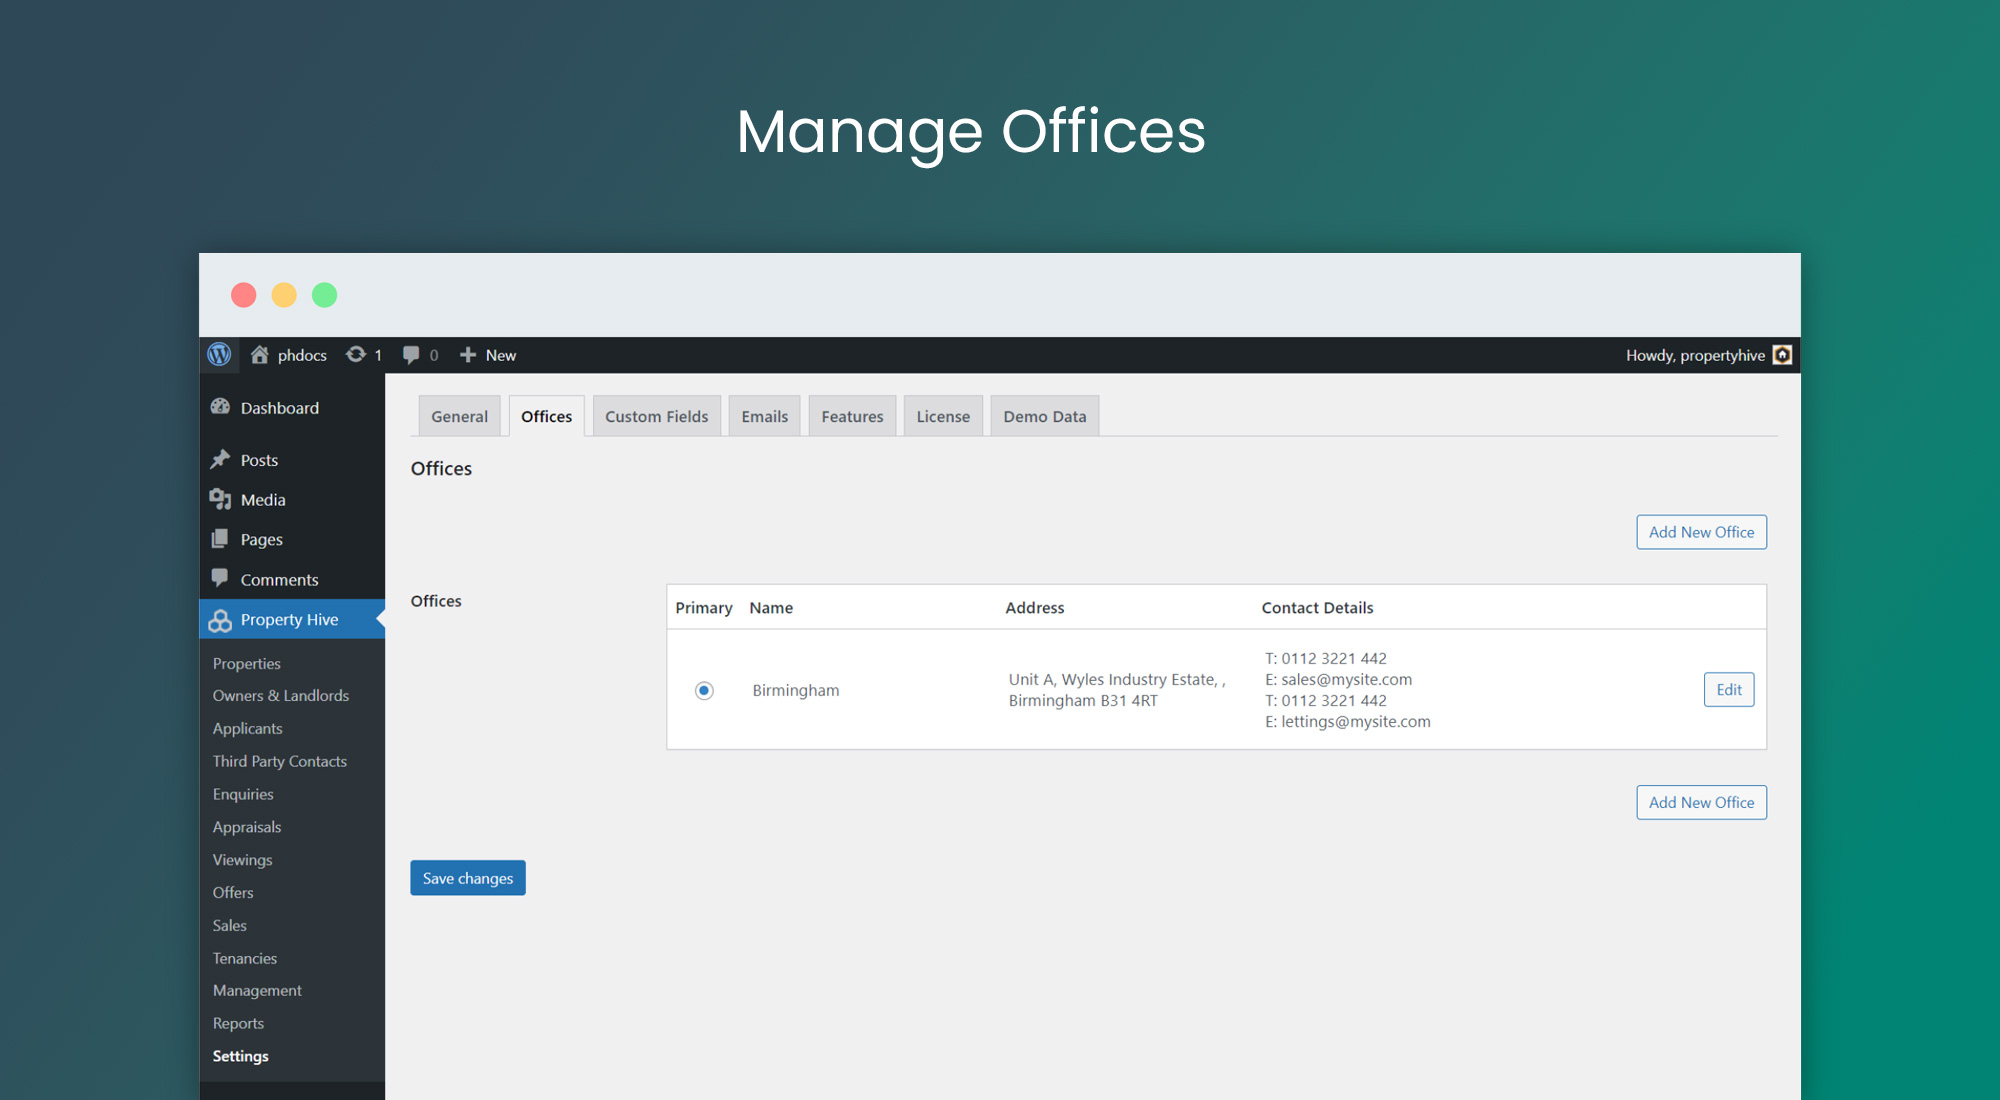 Manage Offices
phdocs 1 0 New Howdy, propertyhive
Dashboard
Posts
Media
Pages
Comments
Property Hive
Properties
Owners & Landlords
Applicants
Third Party Contacts
Enquiries
Appraisals
Viewings
Offers
Sales
Tenancies
Management
Reports
Settings
General Offices Custom Fields Emails Features License Demo Data
Offices
Add New Office
Offices
Primary Name Address Contact Details
Birmingham
Unit A, Wyles Industry Estate, ,
Birmingham B31 4RT
T: 0112 3221 442
E: sales@mysite.com
T: 0112 3221 442
E: lettings@mysite.com
Edit
Add New Office
Save changes